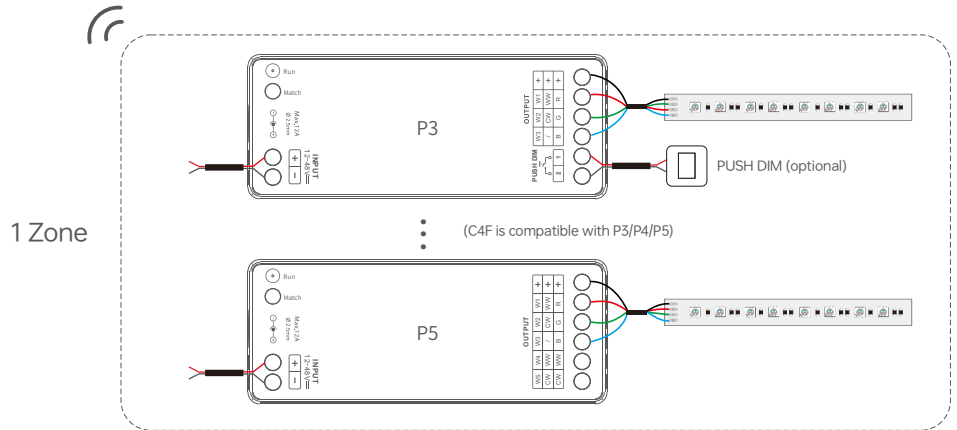 1 Zone
Run
Match
Max,12A
Ø 2.5mm
+
−
INPUT
12-48V
P3
OUTPUT
+ + +
W1 WW R
W2 CW G
W3 / B
PUSH DIM
1
2
PUSH DIM (optional)
(C4F is compatible with P3/P4/P5)
Run
Match
Max,12A
Ø 2.5mm
+
−
INPUT
12-48V
P5
OUTPUT
+ + +
W1 WW R
W2 CW G
W3 / B
W4 WW WW
W5 CW CW